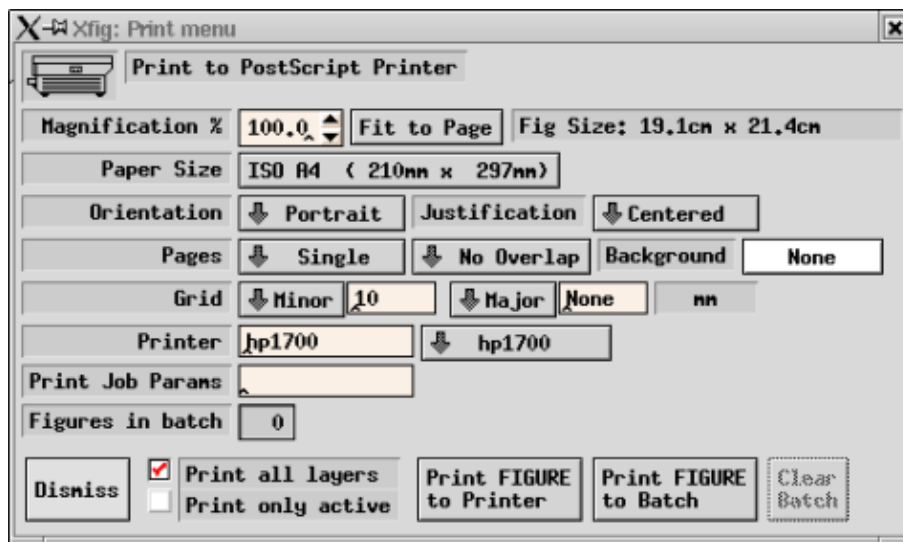 Xfig: Print menu
Print to PostScript Printer
Magnification % 100.0 Fit to Page Fig Size: 19.1cm x 21.4cm
Paper Size ISO A4 ( 210mm x 297mm)
Orientation Portrait Justification Centered
Pages Single No Overlap Background None
Grid Minor 10 Major None mm
Printer hp1700 hp1700
Print Job Params
Figures in batch 0
Dismiss Print all layers Print FIGURE to Printer Print FIGURE to Batch Clear Batch
Print only active